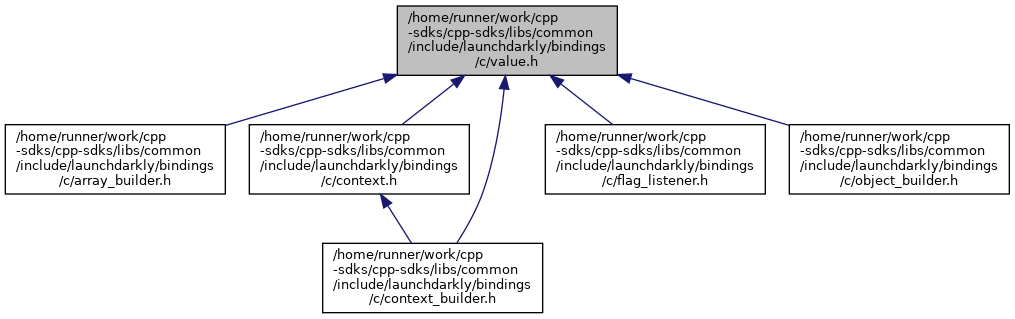 /home/runner/work/cpp
-sdks/cpp-sdks/libs/common
/include/launchdarkly/bindings
/c/value.h
/home/runner/work/cpp
-sdks/cpp-sdks/libs/common
/include/launchdarkly/bindings
/c/array_builder.h
/home/runner/work/cpp
-sdks/cpp-sdks/libs/common
/include/launchdarkly/bindings
/c/context.h
/home/runner/work/cpp
-sdks/cpp-sdks/libs/common
/include/launchdarkly/bindings
/c/flag_listener.h
/home/runner/work/cpp
-sdks/cpp-sdks/libs/common
/include/launchdarkly/bindings
/c/object_builder.h
/home/runner/work/cpp
-sdks/cpp-sdks/libs/common
/include/launchdarkly/bindings
/c/context_builder.h